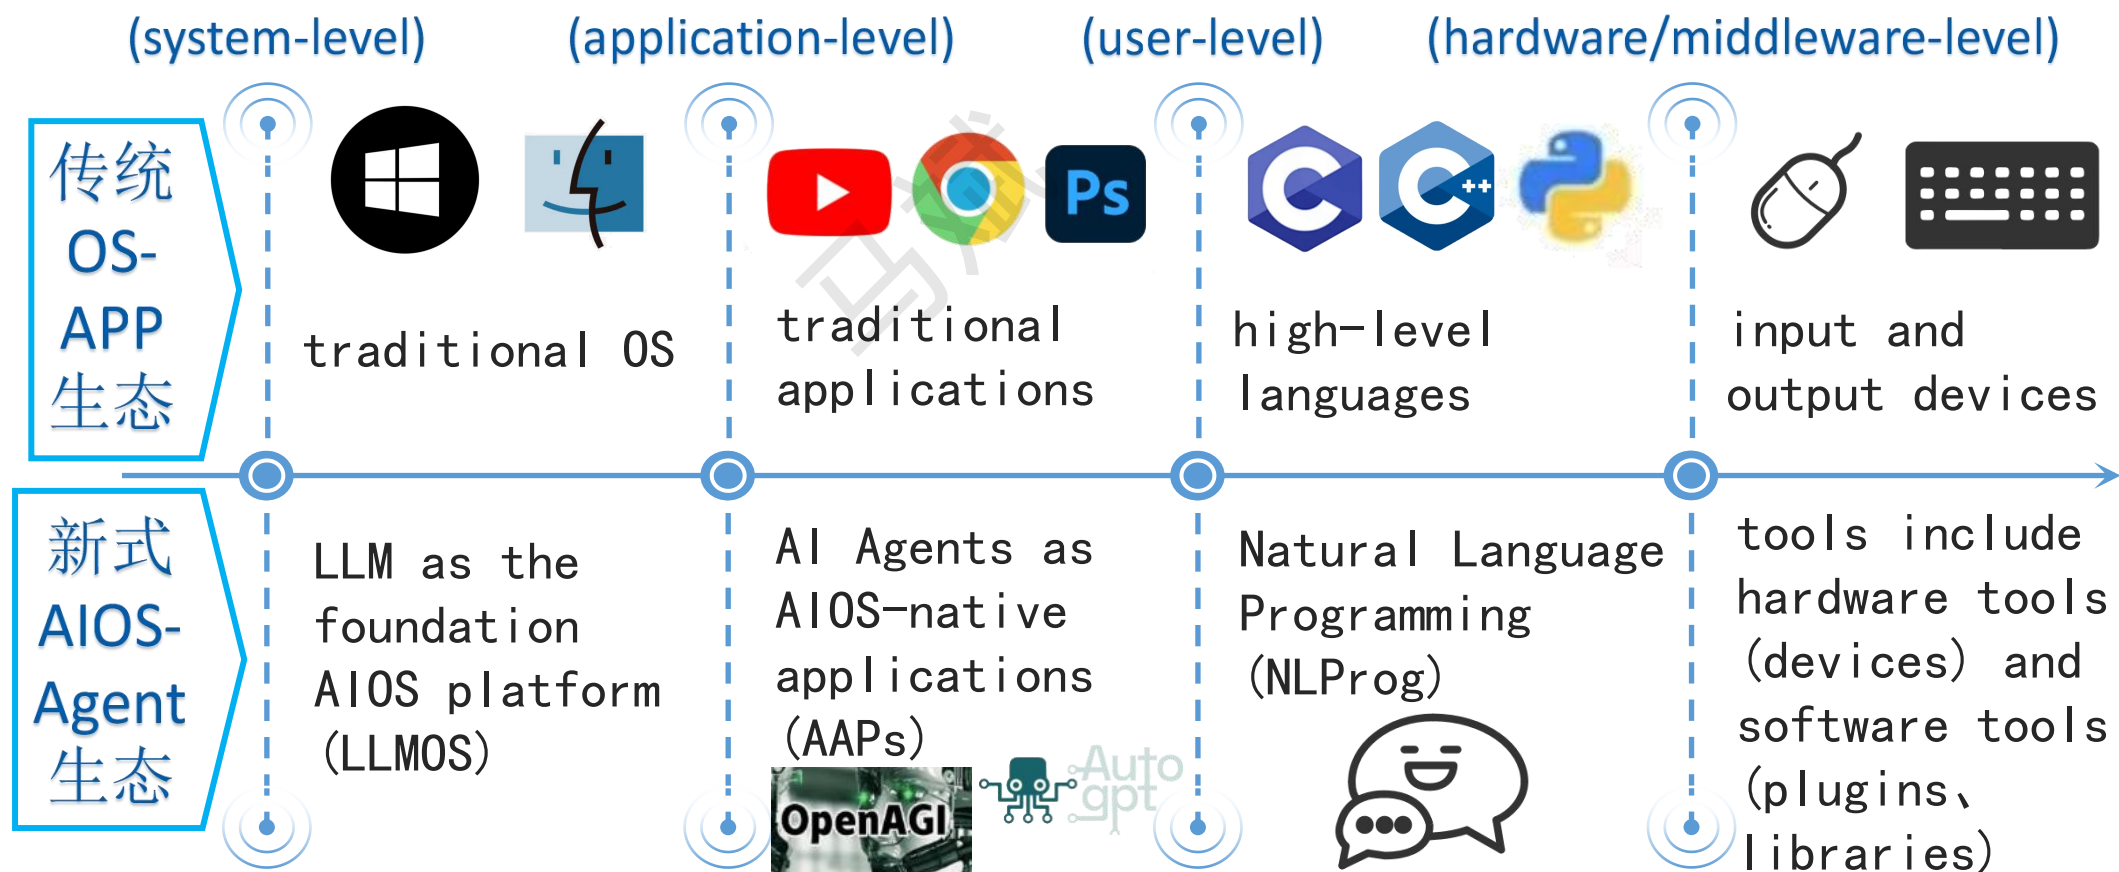 (system-level)
(application-level)
(user-level)
(hardware/middleware-level)
传统
OS-
APP
生态
Ps
++
traditional OS
traditional
applications
high-level
languages
input and
output devices
新式
AIOS-
Agent
生态
LLM as the
foundation
AIOS platform
(LLMOS)
AI Agents as
AIOS-native
applications
(AAPs)
OpenAGI
Auto
gpt
Natural Language
Programming
(NLProg)
tools include
hardware tools
(devices) and
software tools
(plugins、
libraries)